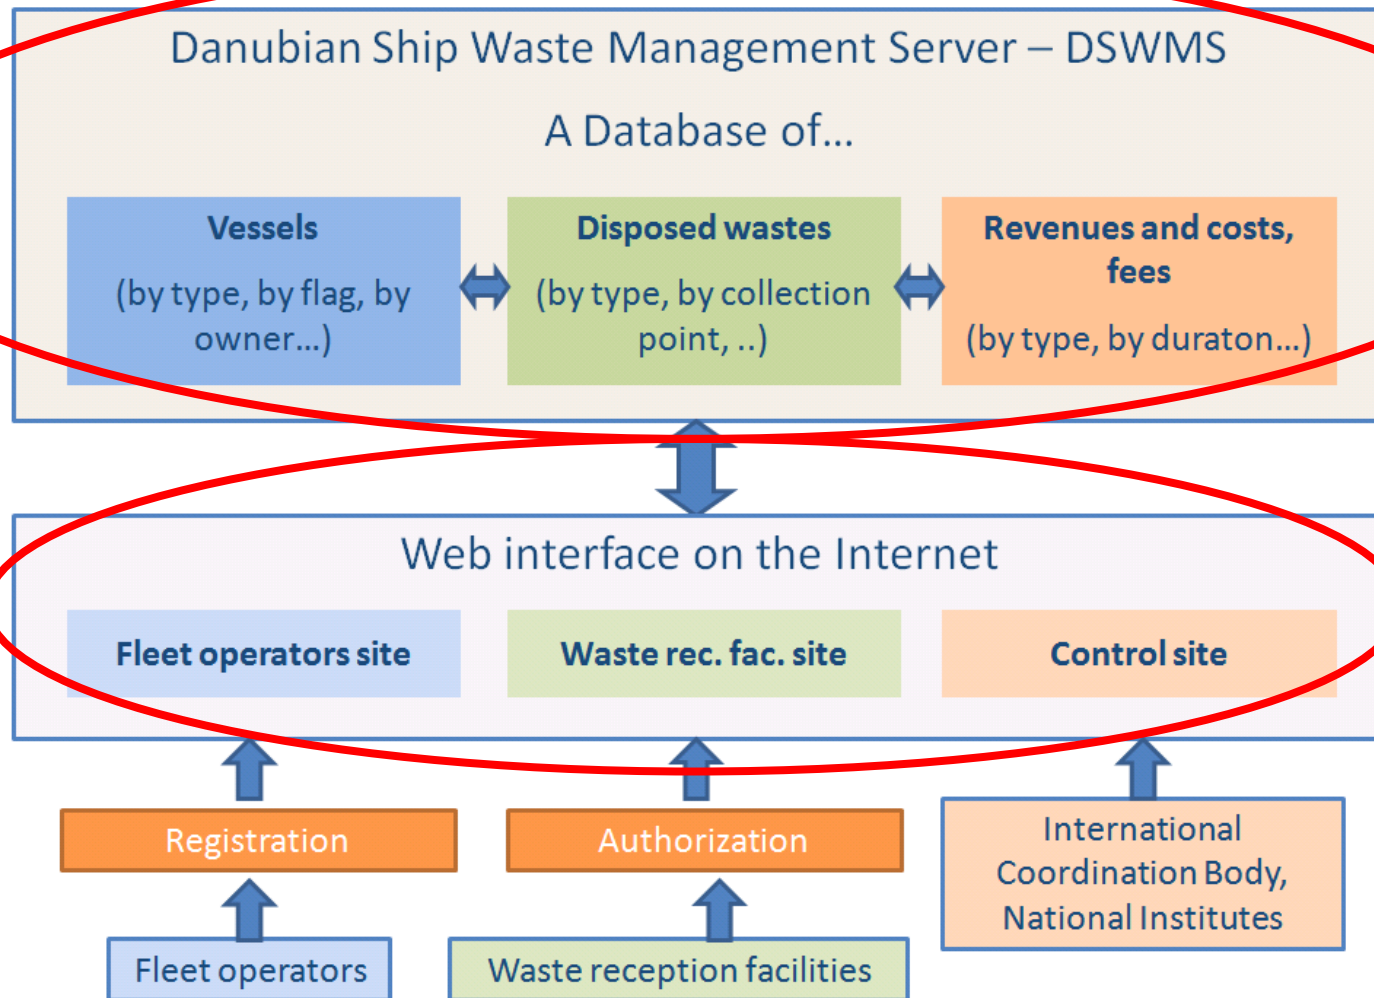 Danubian Ship Waste Management Server – DSWMS
A Database of...
Vessels
(by type, by flag, by
owner...)
Disposed wastes
(by type, by collection
point, ..)
Revenues and costs,
fees
(by type, by duraton...)
Web interface on the Internet
Fleet operators site
Waste rec. fac. site
Control site
Registration
Authorization
International
Coordination Body,
National Institutes
Fleet operators
Waste reception facilities